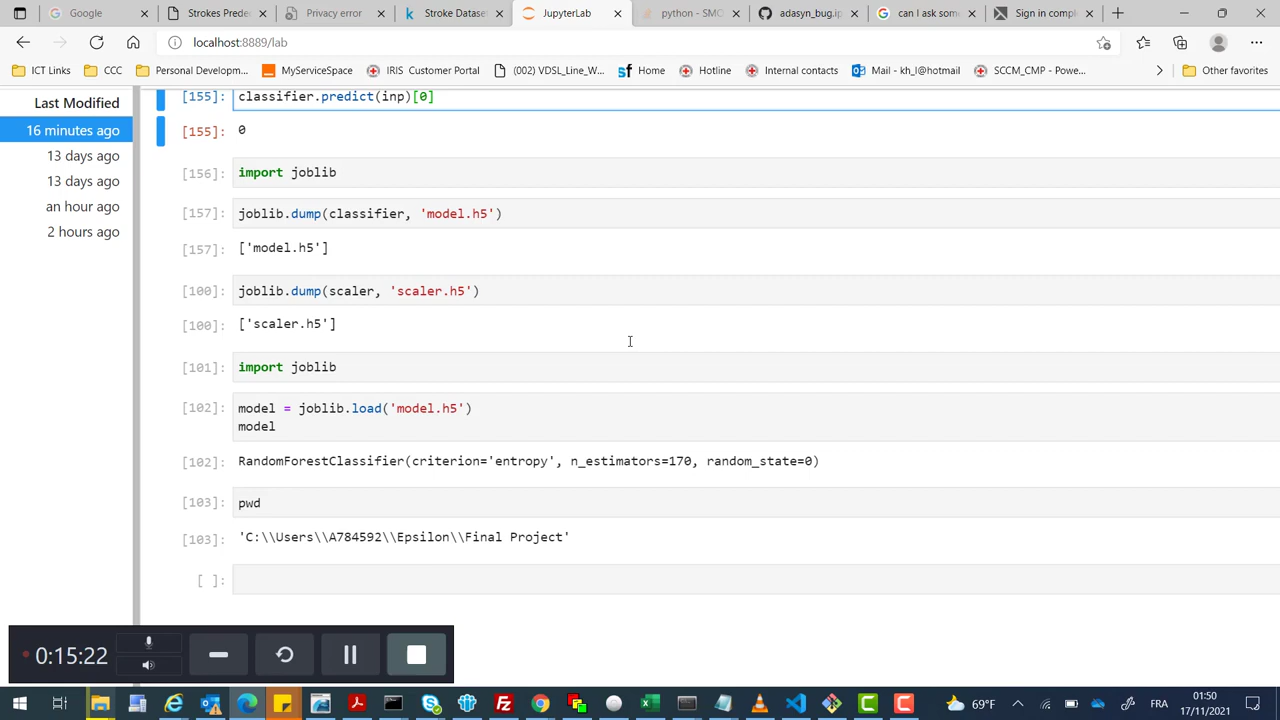 Google
Strokes Predi
Privacy error
Stroke Dataset
JupyterLab
python - SMO
adasyn_bug.ip
can I ask som
Sign in comple
localhost:8889/lab
ICT Links
CCC
Personal Developm...
MyServiceSpace
IRIS Customer Portal
(002) VDSL_Line_W...
Home
Hotline
Internal contacts
Mail - kh_l@hotmail
SCCM_CMP - Powe...
Other favorites
Last Modified
16 minutes ago
13 days ago
13 days ago
an hour ago
2 hours ago
[155]: classifier.predict(inp)[0]
[155]: 0
[156]: import joblib
[157]: joblib.dump(classifier, 'model.h5')
[157]: ['model.h5']
[100]: joblib.dump(scaler, 'scaler.h5')
[100]: ['scaler.h5']
[101]: import joblib
[102]: model = joblib.load('model.h5')
model
[102]: RandomForestClassifier(criterion='entropy', n_estimators=170, random_state=0)
[103]: pwd
[103]: 'C:\\Users\\A784592\\Epsilon\\Final Project'
[ ]:
0:15:22
69°F
FRA
01:50
17/11/2021